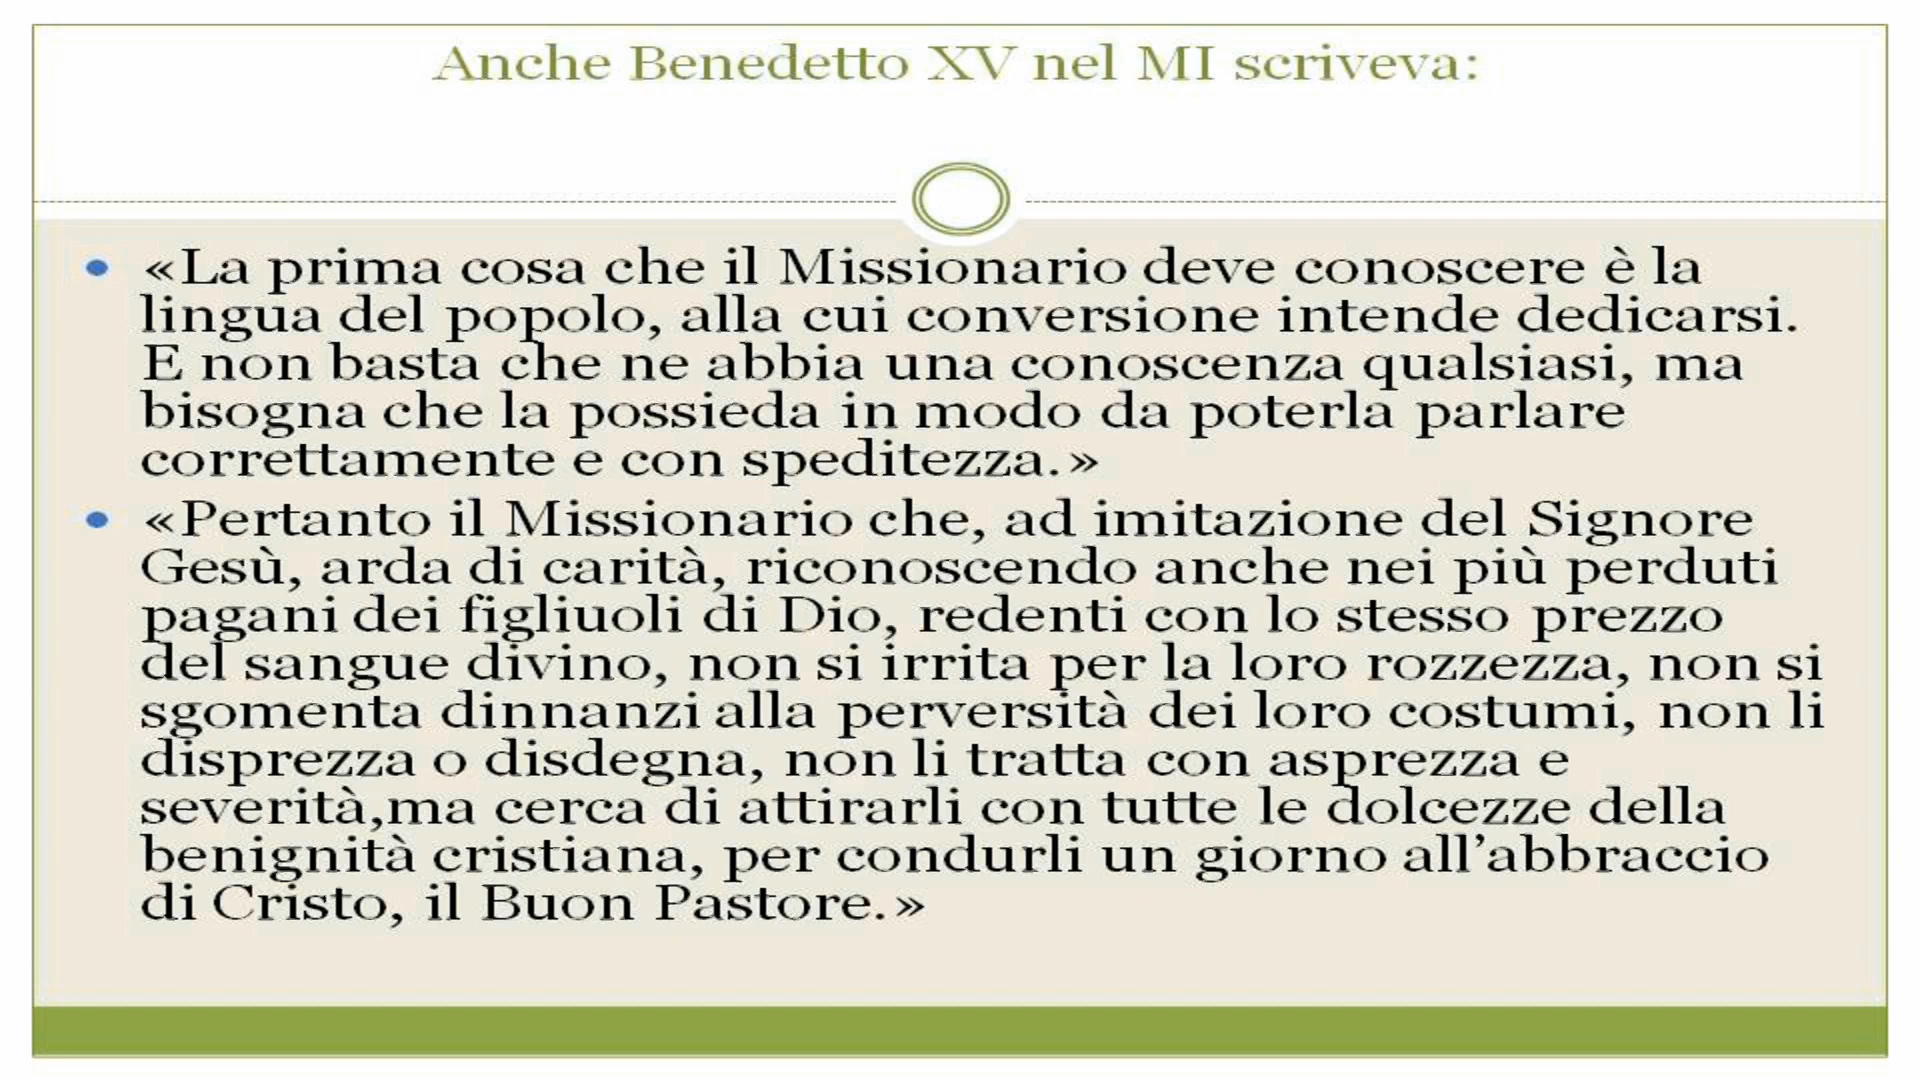 Anche Benedetto XV nel MI scriveva:
• «La prima cosa che il Missionario deve conoscere è la
lingua del popolo, alla cui conversione intende dedicarsi.
E non basta che ne abbia una conoscenza qualsiasi, ma
bisogna che la possieda in modo da poterla parlare
correttamente e con speditezza.»
• «Pertanto il Missionario che, ad imitazione del Signore
Gesù, arda di carità, riconoscendo anche nei più perduti
pagani dei figliuoli di Dio, redenti con lo stesso prezzo
del sangue divino, non si irrita per la loro rozzezza, non si
sgomenta dinnanzi alla perversità dei loro costumi, non li
disprezza o disdegna, non li tratta con asprezza e
severità,ma cerca di attirarli con tutte le dolcezze della
benignità cristiana, per condurli un giorno all’abbraccio
di Cristo, il Buon Pastore.»